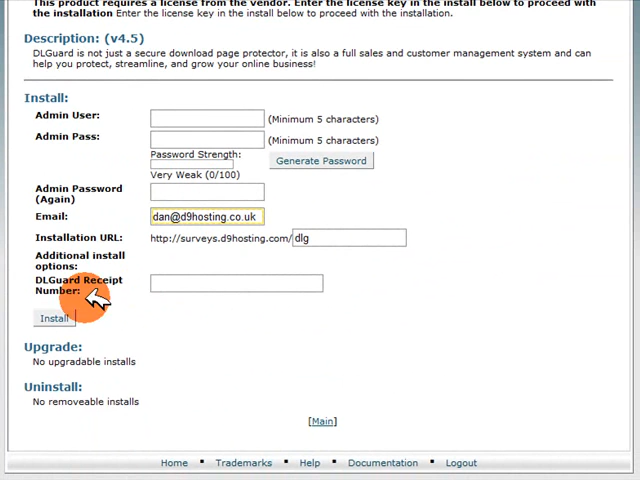 This product requires a license from the vendor. Enter the license key in the install below to proceed with
the installation Enter the license key in the install below to proceed with the installation.
Description: (v4.5)
DLGuard is not just a secure download page protector, it is also a full sales and customer management system and can
help you protect, streamline, and grow your online business!
Install:
Admin User: (Minimum 5 characters)
Admin Pass: (Minimum 5 characters)
Password Strength:
Generate Password
Very Weak (0/100)
Admin Password
(Again)
Email: dan@d9hosting.co.uk
Installation URL: http://surveys.d9hosting.com/ dlg
Additional install
options:
DLGuard Receipt
Number:
Install
Upgrade:
No upgradable installs
Uninstall:
No removeable installs
[Main]
Home ▪ Trademarks ▪ Help ▪ Documentation ▪ Logout